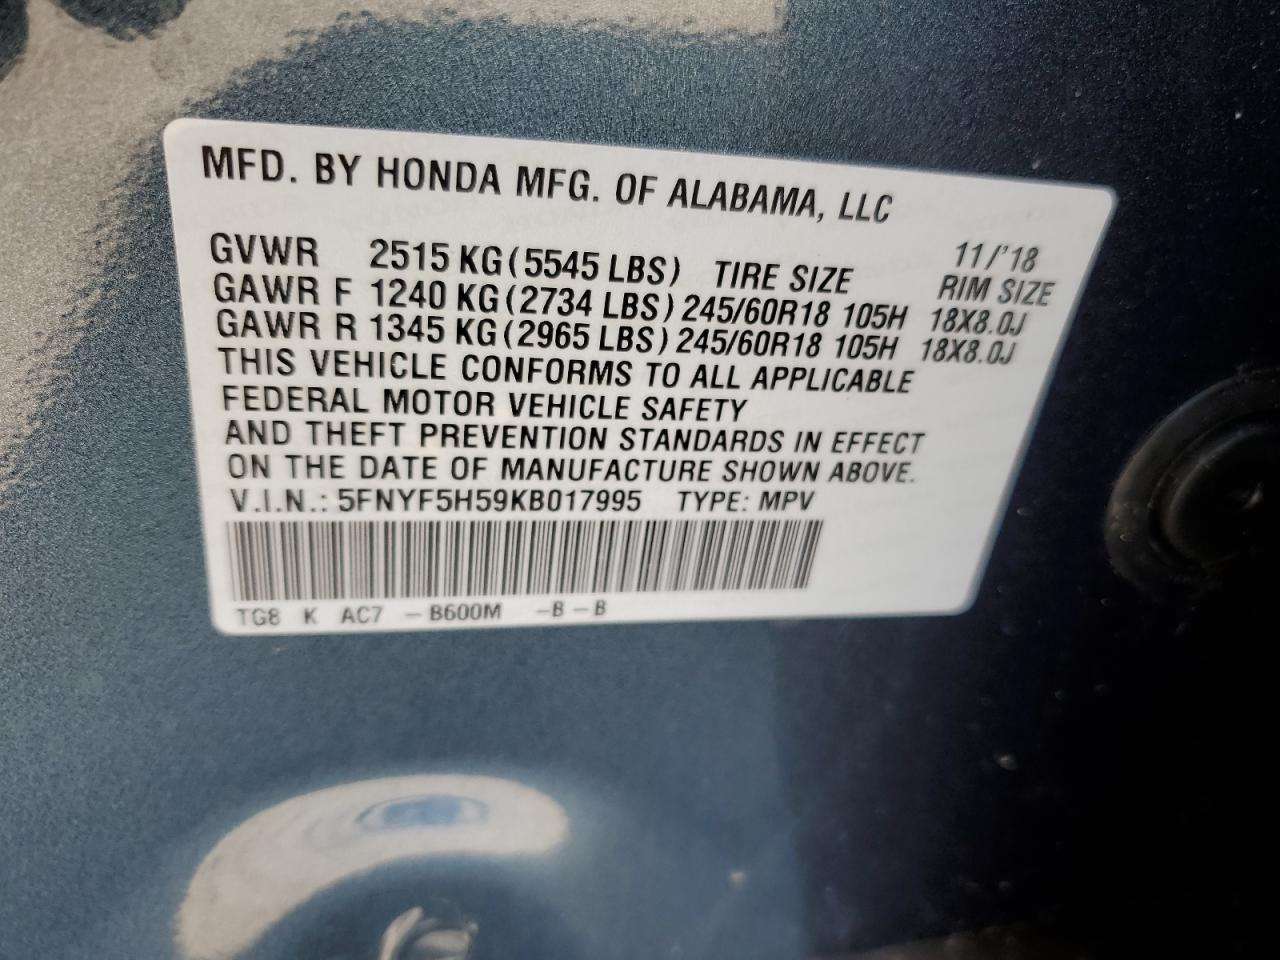 MFD. BY HONDA MFG. OF ALABAMA, LLC
11/'18
GVWR 2515 KG (5545 LBS) TIRE SIZE RIM SIZE
GAWR F 1240 KG (2734 LBS) 245/60R18 105H 18X8.0J
GAWR R 1345 KG (2965 LBS) 245/60R18 105H 18X8.0J
THIS VEHICLE CONFORMS TO ALL APPLICABLE
FEDERAL MOTOR VEHICLE SAFETY
AND THEFT PREVENTION STANDARDS IN EFFECT
ON THE DATE OF MANUFACTURE SHOWN ABOVE.
V.I.N.: 5FNYF5H59KB017995 TYPE: MPV
TG8 K AC7 -B600M -B-B